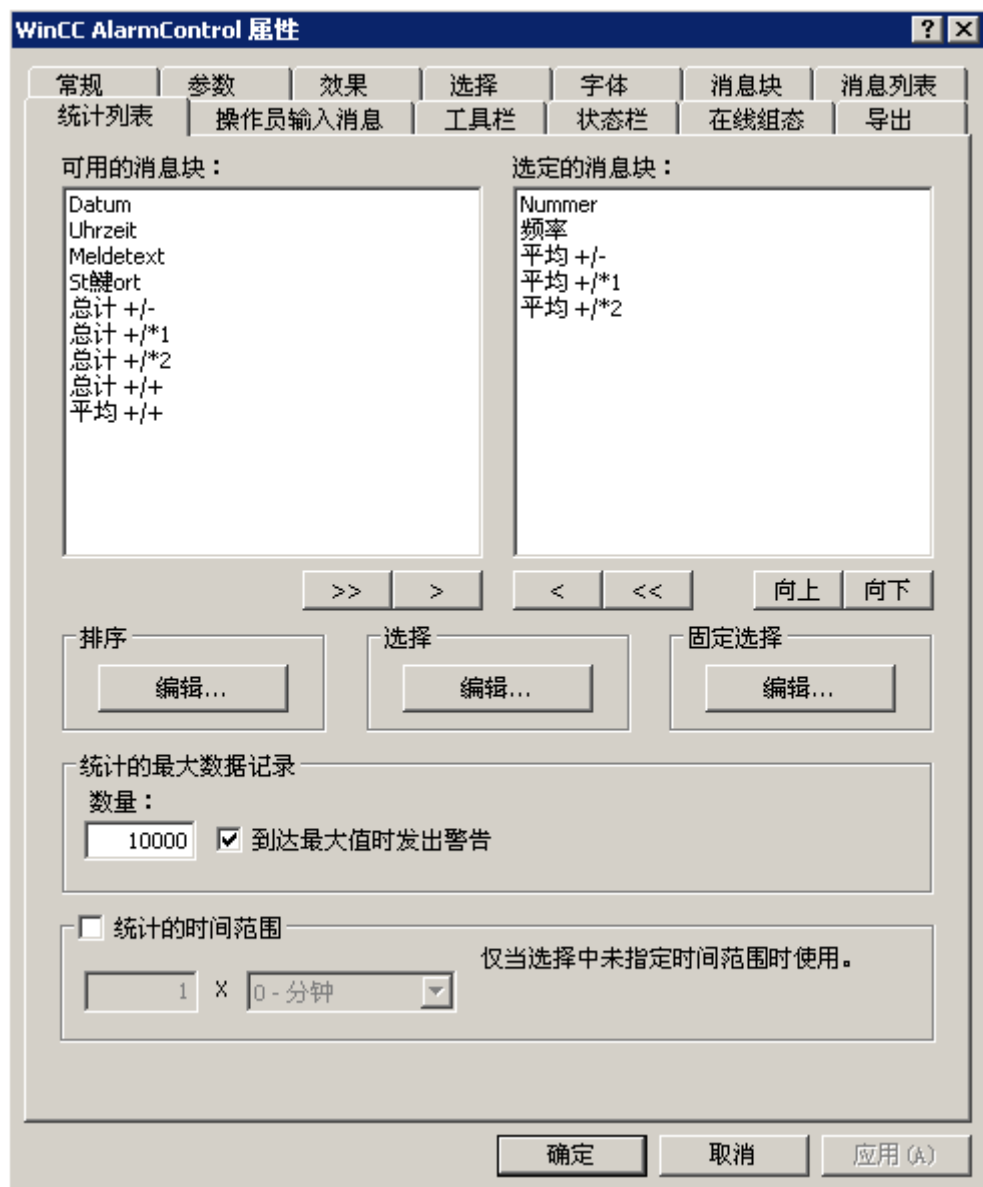 WinCC AlarmControl 属性
常规 参数 效果 选择 字体 消息块 消息列表
统计列表 操作员输入消息 工具栏 状态栏 在线组态 导出
可用的消息块：
Datum
Uhrzeit
Meldetext
St鰎ort
总计 +/-
总计 +/*1
总计 +/*2
总计 +/+
平均 +/+
选定的消息块：
Nummer
频率
平均 +/-
平均 +/*1
平均 +/*2
>> > < << 向上 向下
排序 选择 固定选择
编辑... 编辑... 编辑...
统计的最大数据记录
数量：
10000 到达最大值时发出警告
统计的时间范围
仅当选择中未指定时间范围时使用。
1 X 0 - 分钟
确定 取消 应用(A)